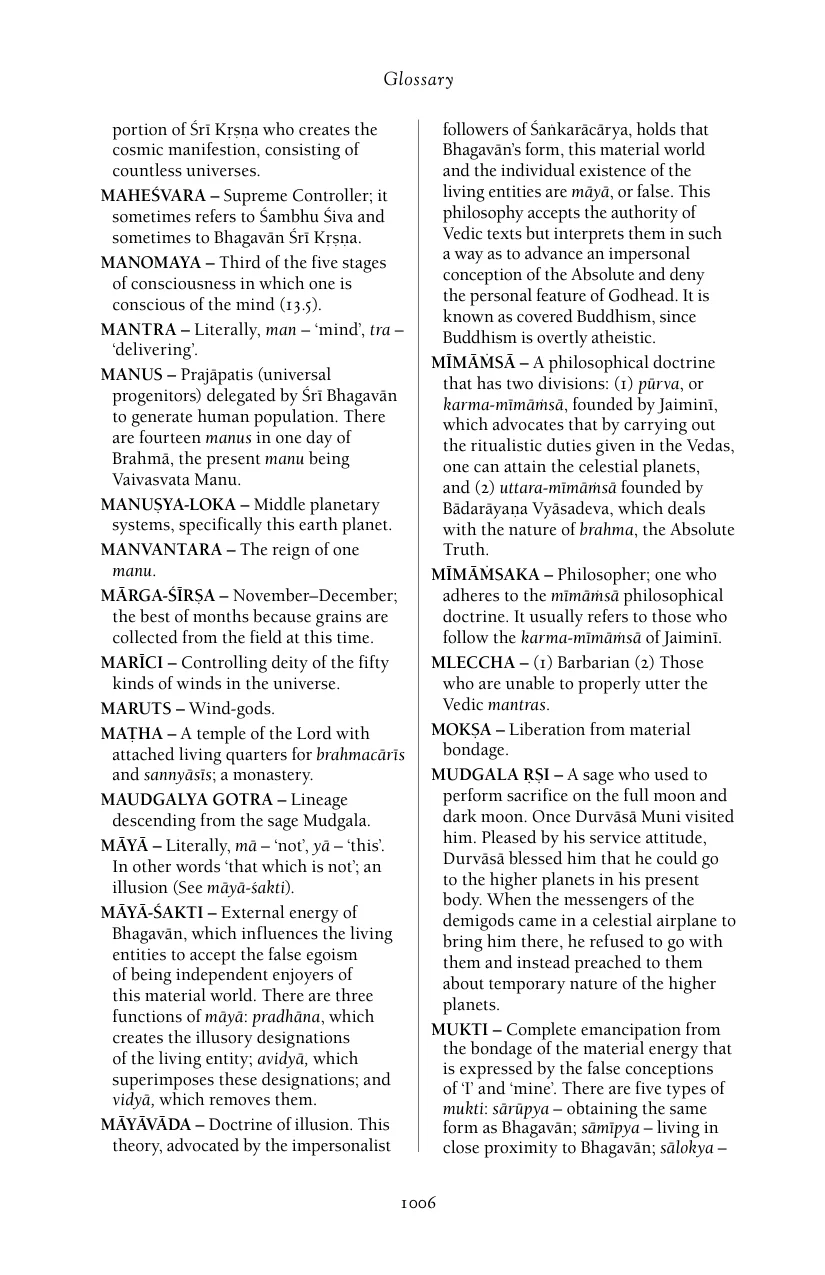 Glossary
portion of Śrī Kṛṣṇa who creates the
cosmic manifestion, consisting of
countless universes.
MAHEŚVARA – Supreme Controller; it
sometimes refers to Śambhu Śiva and
sometimes to Bhagavān Śrī Kṛṣṇa.
MANOMAYA – Third of the five stages
of consciousness in which one is
conscious of the mind (13.5).
MANTRA – Literally, man – ‘mind’, tra –
‘delivering’.
MANUS – Prajāpatis (universal
progenitors) delegated by Śrī Bhagavān
to generate human population. There
are fourteen manus in one day of
Brahmā, the present manu being
Vaivasvata Manu.
MANUṢYA-LOKA – Middle planetary
systems, specifically this earth planet.
MANVANTARA – The reign of one
manu.
MĀRGA-ŚĪRṢA – November–December;
the best of months because grains are
collected from the field at this time.
MARĪCI – Controlling deity of the fifty
kinds of winds in the universe.
MARUTS – Wind-gods.
MAṬHA – A temple of the Lord with
attached living quarters for brahmacārīs
and sannyāsīs; a monastery.
MAUDGALYA GOTRA – Lineage
descending from the sage Mudgala.
MĀYĀ – Literally, mā – ‘not’, yā – ‘this’.
In other words ‘that which is not’; an
illusion (See māyā-śakti).
MĀYĀ-ŚAKTI – External energy of
Bhagavān, which influences the living
entities to accept the false egoism
of being independent enjoyers of
this material world. There are three
functions of māyā: pradhāna, which
creates the illusory designations
of the living entity; avidyā, which
superimposes these designations; and
vidyā, which removes them.
MĀYĀVĀDA – Doctrine of illusion. This
theory, advocated by the impersonalist
followers of Śaṅkarācārya, holds that
Bhagavān’s form, this material world
and the individual existence of the
living entities are māyā, or false. This
philosophy accepts the authority of
Vedic texts but interprets them in such
a way as to advance an impersonal
conception of the Absolute and deny
the personal feature of Godhead. It is
known as covered Buddhism, since
Buddhism is overtly atheistic.
MĪMĀṀSĀ – A philosophical doctrine
that has two divisions: (1) pūrva, or
karma-mīmāṁsā, founded by Jaiminī,
which advocates that by carrying out
the ritualistic duties given in the Vedas,
one can attain the celestial planets,
and (2) uttara-mīmāṁsā founded by
Bādarāyaṇa Vyāsadeva, which deals
with the nature of brahma, the Absolute
Truth.
MĪMĀṀSAKA – Philosopher; one who
adheres to the mīmāṁsā philosophical
doctrine. It usually refers to those who
follow the karma-mīmāṁsā of Jaiminī.
MLECCHA – (1) Barbarian (2) Those
who are unable to properly utter the
Vedic mantras.
MOKṢA – Liberation from material
bondage.
MUDGALA ṚṢI – A sage who used to
perform sacrifice on the full moon and
dark moon. Once Durvāsā Muni visited
him. Pleased by his service attitude,
Durvāsā blessed him that he could go
to the higher planets in his present
body. When the messengers of the
demigods came in a celestial airplane to
bring him there, he refused to go with
them and instead preached to them
about temporary nature of the higher
planets.
MUKTI – Complete emancipation from
the bondage of the material energy that
is expressed by the false conceptions
of ‘I’ and ‘mine’. There are five types of
mukti: sārūpya – obtaining the same
form as Bhagavān; sāmīpya – living in
close proximity to Bhagavān; sālokya –
1006